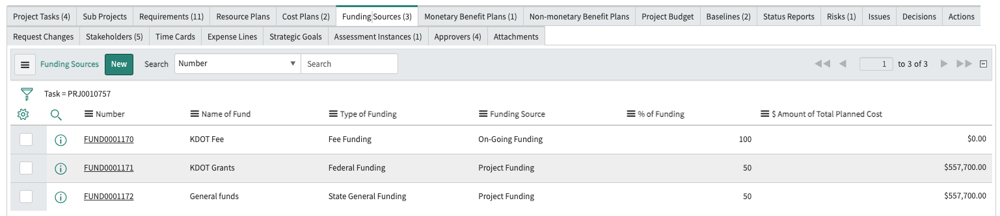 Project Tasks (4) Sub Projects Requirements (11) Resource Plans Cost Plans (2) Funding Sources (3) Monetary Benefit Plans (1) Non-monetary Benefit Plans Project Budget Baselines (2) Status Reports Risks (1) Issues Decisions Actions
Request Changes Stakeholders (5) Time Cards Expense Lines Strategic Goals Assessment Instances (1) Approvers (4) Attachments
Funding Sources New Search Number Search 1 to 3 of 3
Task = PRJ0010757
Number Name of Fund Type of Funding Funding Source % of Funding $ Amount of Total Planned Cost
FUND0001170 KDOT Fee Fee Funding On-Going Funding 100 $0.00
FUND0001171 KDOT Grants Federal Funding Project Funding 50 $557,700.00
FUND0001172 General funds State General Funding Project Funding 50 $557,700.00